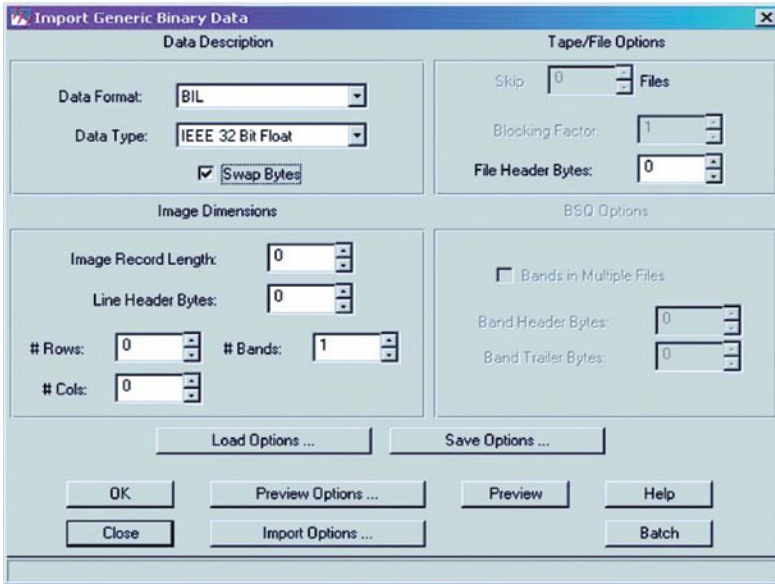 Import Generic Binary Data
Data Description
Data Format: BIL
Data Type: IEEE 32 Bit Float
Swap Bytes
Tape/File Options
Skip 0 Files
Blocking Factor: 1
File Header Bytes: 0
Image Dimensions
Image Record Length: 0
Line Header Bytes: 0
# Rows: 0 # Bands: 1
# Cols: 0
BSQ Options
Bands in Multiple Files
Band Header Bytes: 0
Band Trailer Bytes: 0
Load Options ... Save Options ...
OK Preview Options ... Preview Help
Close Import Options ... Batch